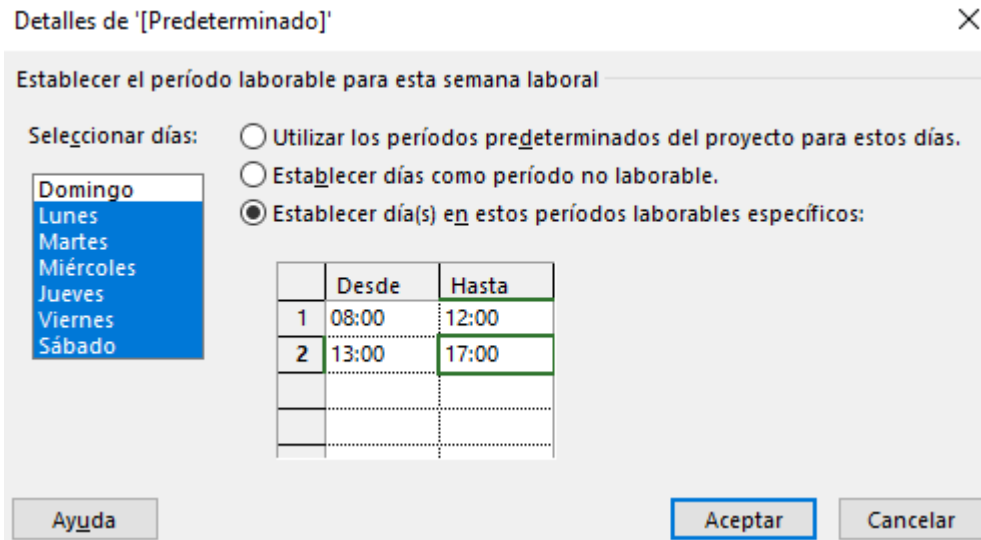 Detalles de '[Predeterminado]'
Establecer el período laborable para esta semana laboral
Seleccionar días:
Domingo
Lunes
Martes
Miércoles
Jueves
Viernes
Sábado
Utilizar los períodos predeterminados del proyecto para estos días.
Establecer días como período no laborable.
Establecer día(s) en estos períodos laborables específicos:
Desde Hasta
1 08:00 12:00
2 13:00 17:00
Ayuda Aceptar Cancelar